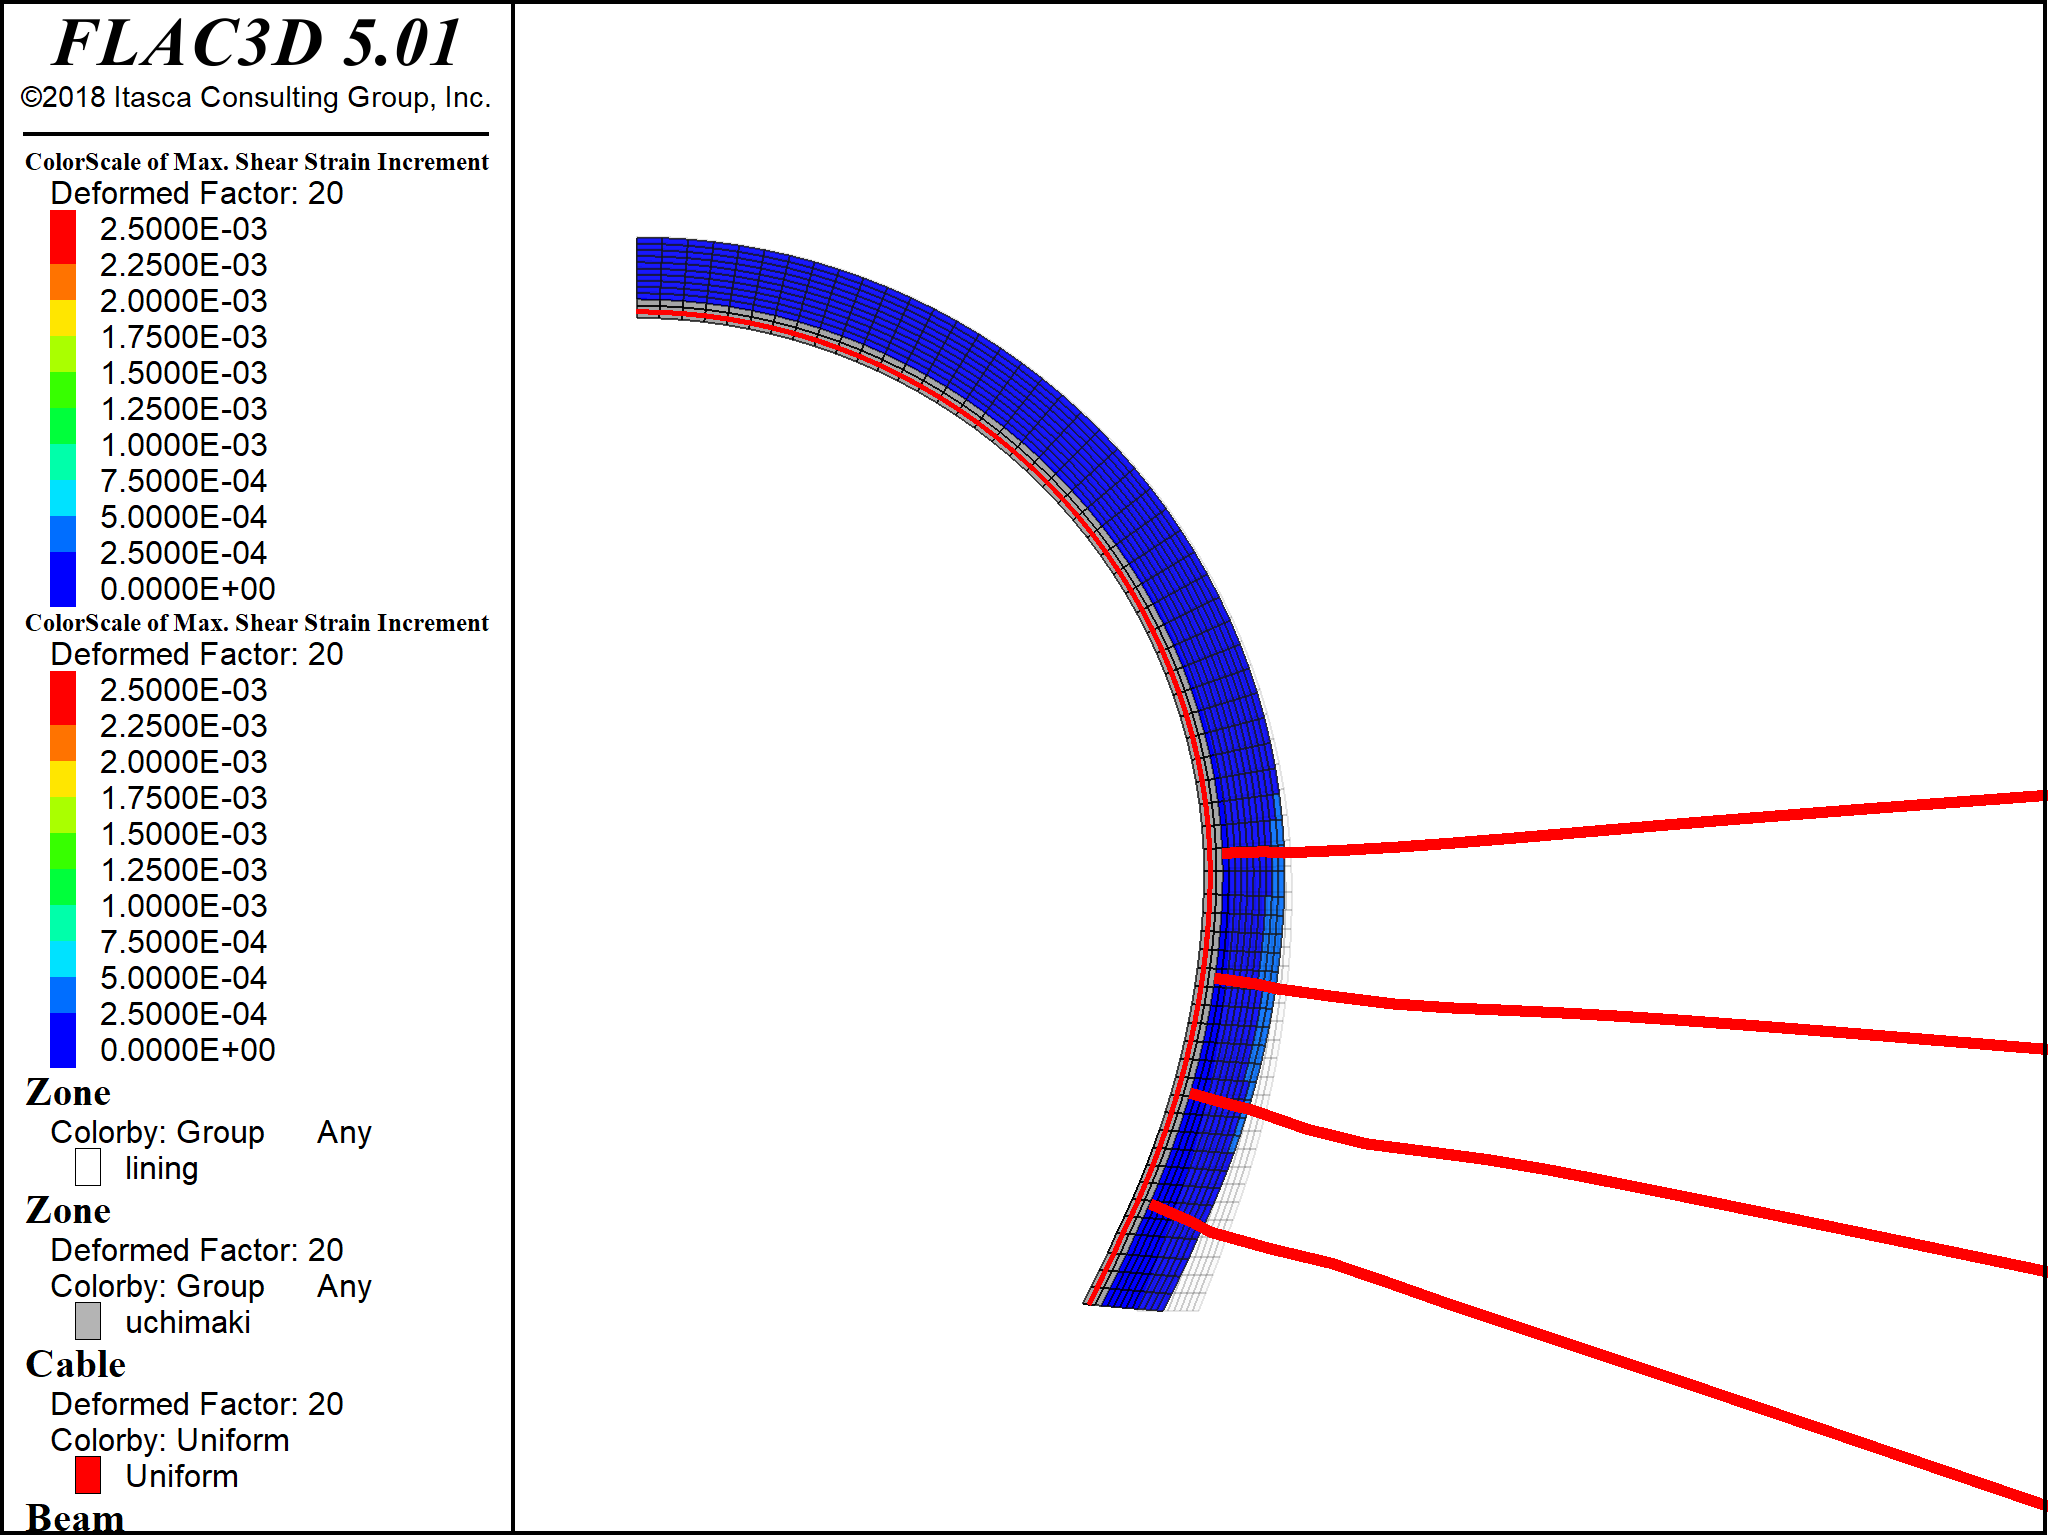 FLAC3D 5.01
©2018 Itasca Consulting Group, Inc.
ColorScale of Max. Shear Strain Increment
Deformed Factor: 20
2.5000E-03
2.2500E-03
2.0000E-03
1.7500E-03
1.5000E-03
1.2500E-03
1.0000E-03
7.5000E-04
5.0000E-04
2.5000E-04
0.0000E+00
ColorScale of Max. Shear Strain Increment
Deformed Factor: 20
2.5000E-03
2.2500E-03
2.0000E-03
1.7500E-03
1.5000E-03
1.2500E-03
1.0000E-03
7.5000E-04
5.0000E-04
2.5000E-04
0.0000E+00
Zone
Colorby: Group Any
lining
Zone
Deformed Factor: 20
Colorby: Group Any
uchimaki
Cable
Deformed Factor: 20
Colorby: Uniform
Uniform
Beam